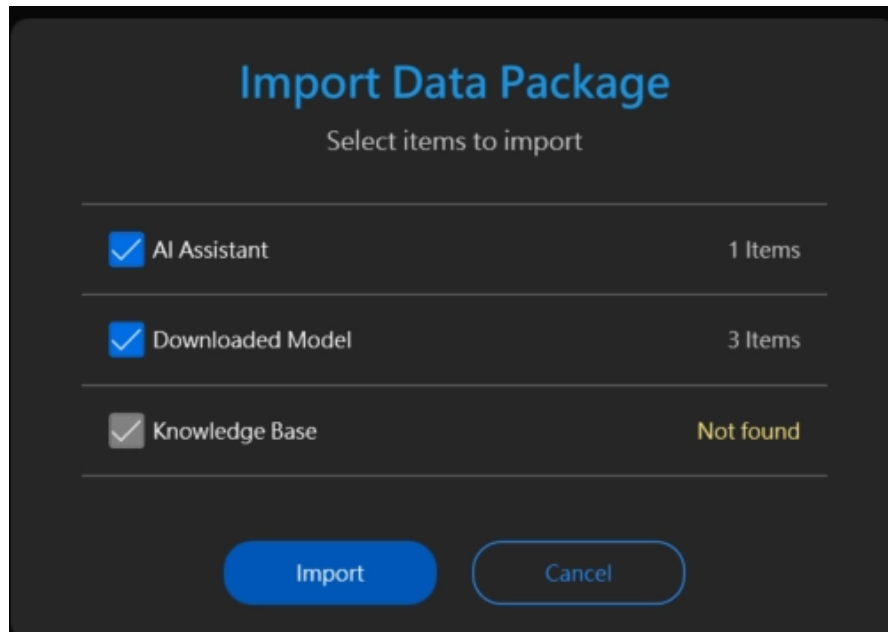 Import Data Package
Select items to import
AI Assistant 1 Items
Downloaded Model 3 Items
Knowledge Base Not found
Import Cancel